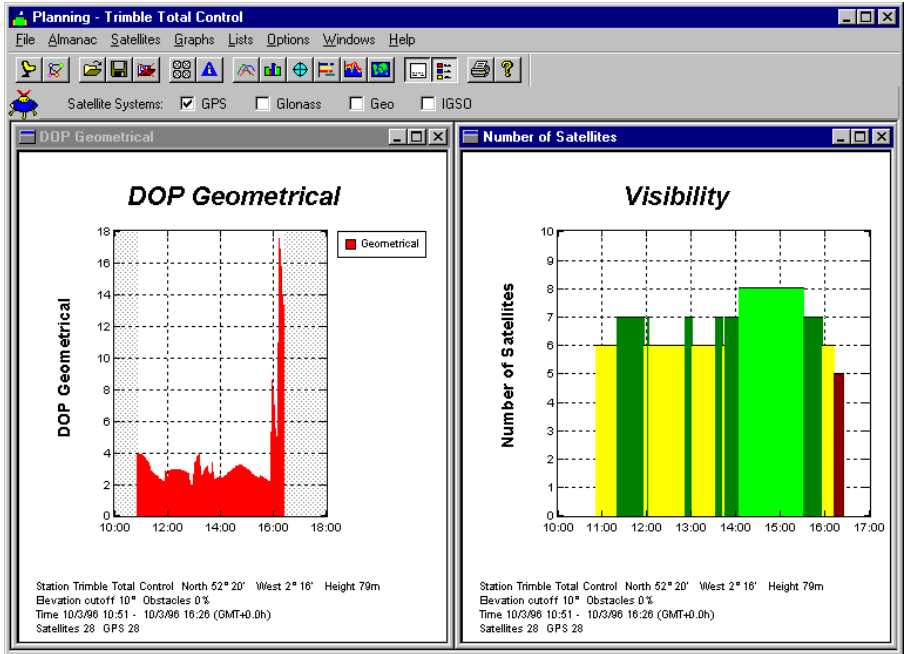 Planning - Trimble Total Control
File Almanac Satellites Graphs Lists Options Windows Help
Satellite Systems: GPS Glonass Geo IGSO
DOP Geometrical
DOP Geometrical
18
16
14
12
10
8
6
4
2
0
DOP Geometrical
10:00 12:00 14:00 16:00 18:00
Geometrical
Station Trimble Total Control North 52° 20' West 2° 16' Height 79m
Elevation cutoff 10° Obstacles 0%
Time 10/3/96 10:51 - 10/3/96 16:26 (GMT+0.0h)
Satellites 28 GPS 28
Number of Satellites
Visibility
10
9
8
7
6
5
4
3
2
1
0
Number of Satellites
10:00 11:00 12:00 13:00 14:00 15:00 16:00 17:00
Station Trimble Total Control North 52° 20' West 2° 16' Height 79m
Elevation cutoff 10° Obstacles 0%
Time 10/3/96 10:51 - 10/3/96 16:26 (GMT+0.0h)
Satellites 28 GPS 28